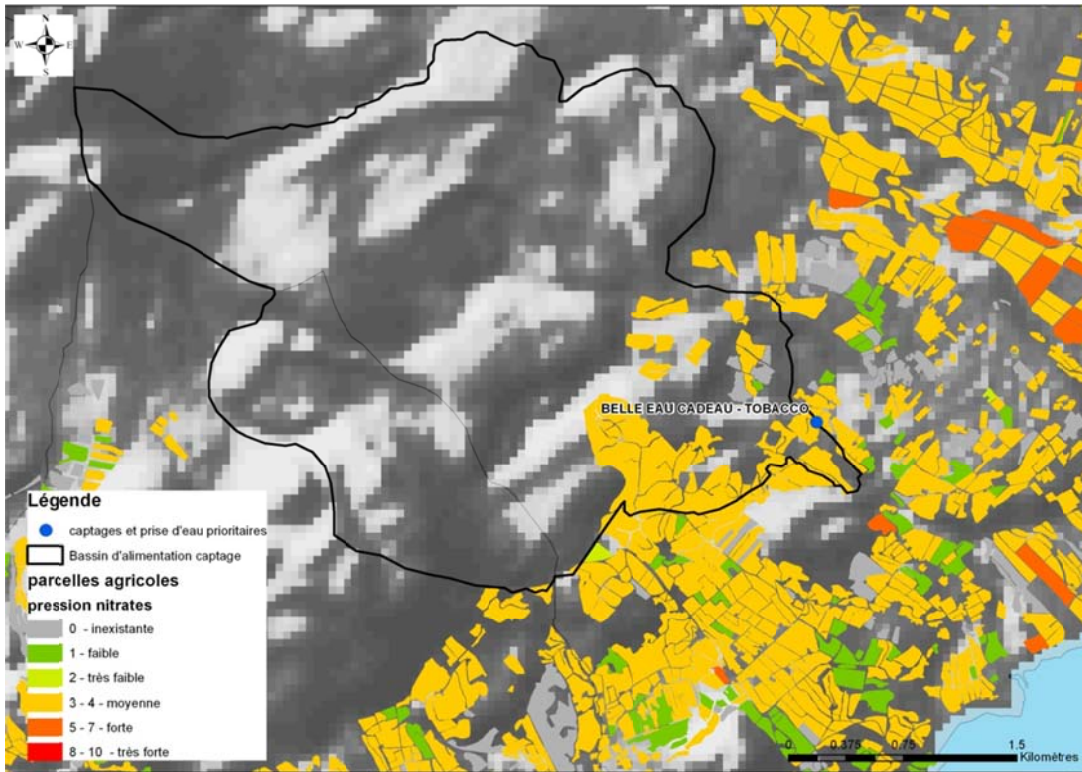 N
W E
S
BELLE EAU CADEAU - TOBACCO
Légende
captages et prise d'eau prioritaires
Bassin d'alimentation captage
parcelles agricoles
pression nitrates
0 - inexistante
1 - faible
2 - très faible
3 - 4 - moyenne
5 - 7 - forte
8 - 10 - très forte
0 0.375 0.75 1.5
Kilomètres